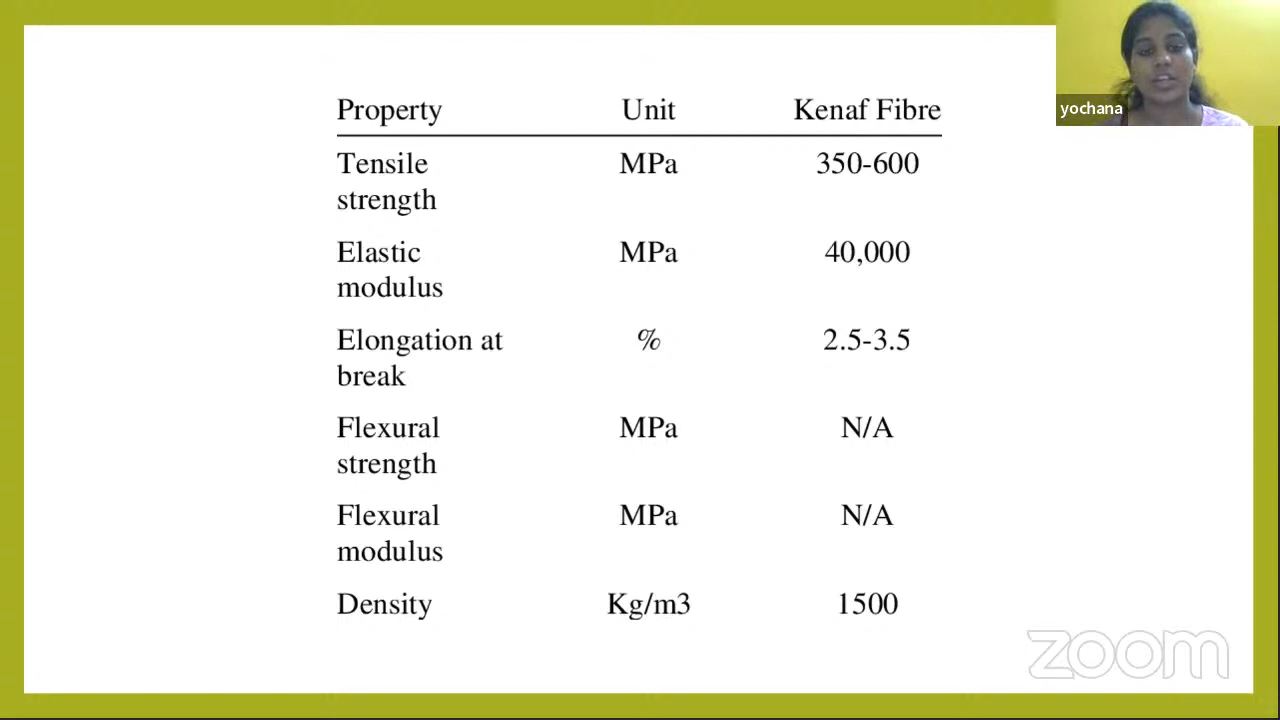 Property Unit Kenaf Fibre
Tensile strength MPa 350-600
Elastic modulus MPa 40,000
Elongation at break % 2.5-3.5
Flexural strength MPa N/A
Flexural modulus MPa N/A
Density Kg/m3 1500
yochana
zoom